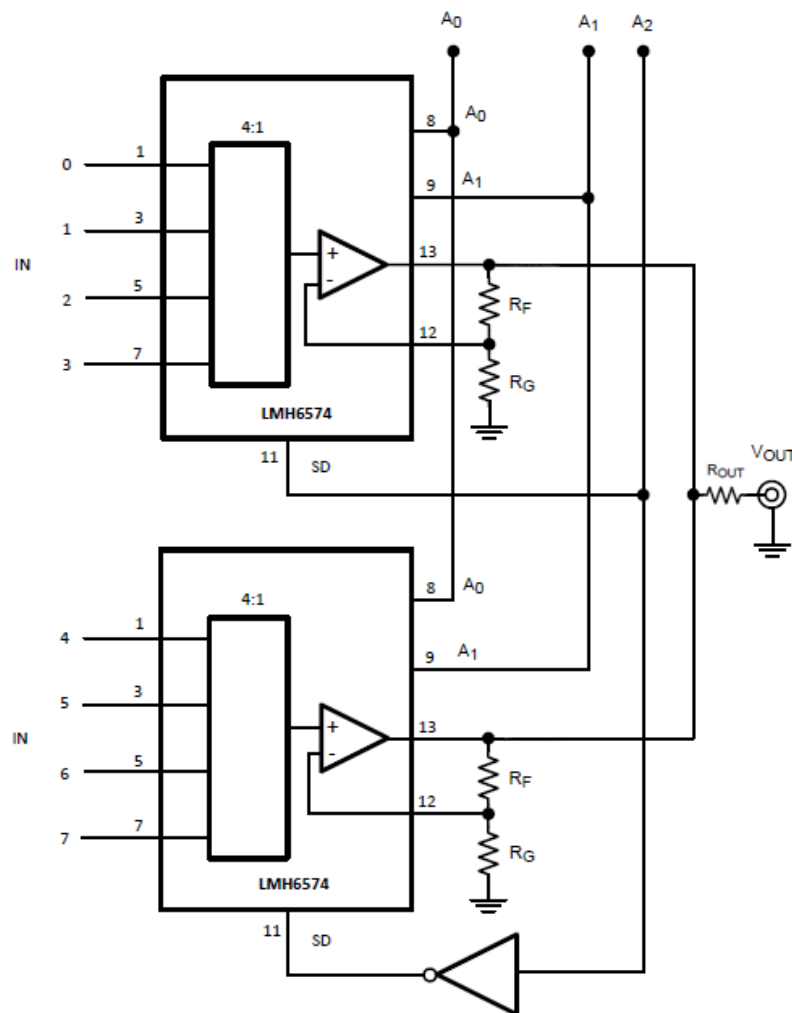 A0 A1 A2
8 A0
4:1
0 1
9 A1
1 3
+ 13
IN
-
2 5
RF
12
3 7
RG
LMH6574
11 SD
ROUT VOUT
8 A0
4:1
4 1
9 A1
5 3
+ 13
IN
-
6 5
RF
12
7 7
RG
LMH6574
11 SD